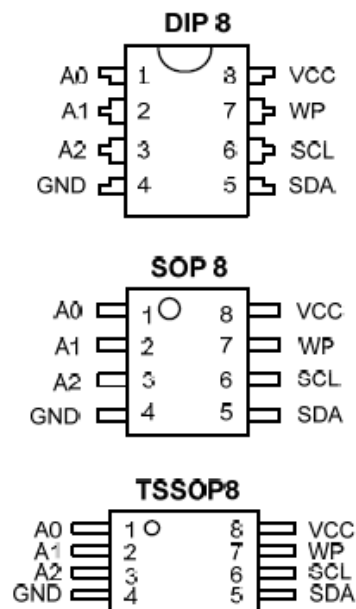 DIP 8
A0 1 8 VCC
A1 2 7 WP
A2 3 6 SCL
GND 4 5 SDA
SOP 8
A0 1 8 VCC
A1 2 7 WP
A2 3 6 SCL
GND 4 5 SDA
TSSOP8
A0 1 8 VCC
A1 2 7 WP
A2 3 6 SCL
GND 4 5 SDA